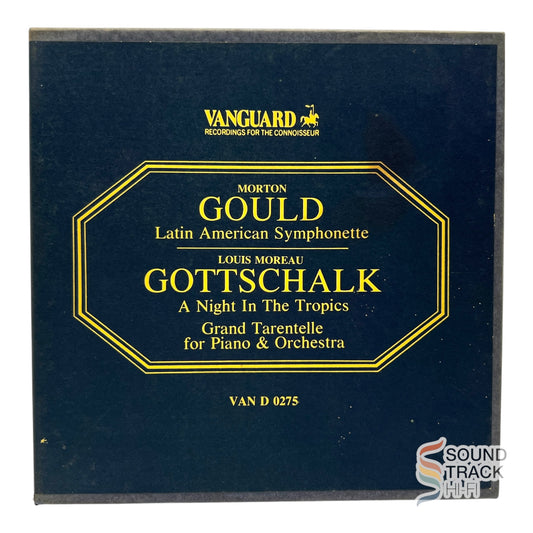 VANGUARD
RECORDINGS FOR THE CONNOISSEUR
MORTON
GOULD
Latin American Symphonette
LOUIS MOREAU
GOTTSCHALK
A Night In The Tropics
Grand Tarentelle
for Piano & Orchestra
VAN D 0275
SOUND
TRACK
HiFi